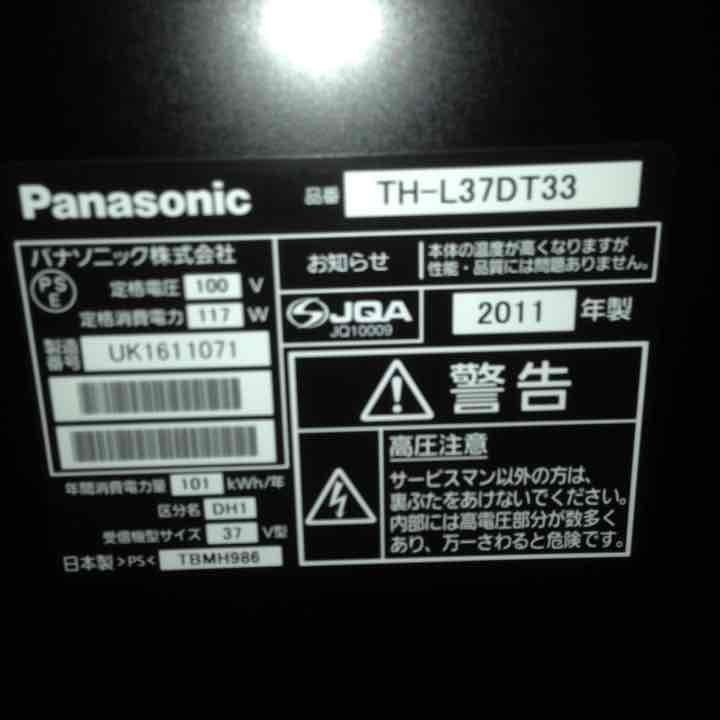 Panasonic
品番 TH-L37DT33
パナソニック株式会社
PSE
定格電圧 100 V
定格消費電力 117 W
製造番号 UK1611071
年間消費電力量 101 kWh/年
区分名 DH1
受信機型サイズ 37 V型
日本製 >PS< TBMH986
お知らせ
本体の温度が高くなりますが
性能・品質には問題ありません。
JQA
JQ10009
2011 年製
警告
高圧注意
サービスマン以外の方は、
裏ぶたをあけないでください。
内部には高電圧部分が数多く
あり、万一さわると危険です。